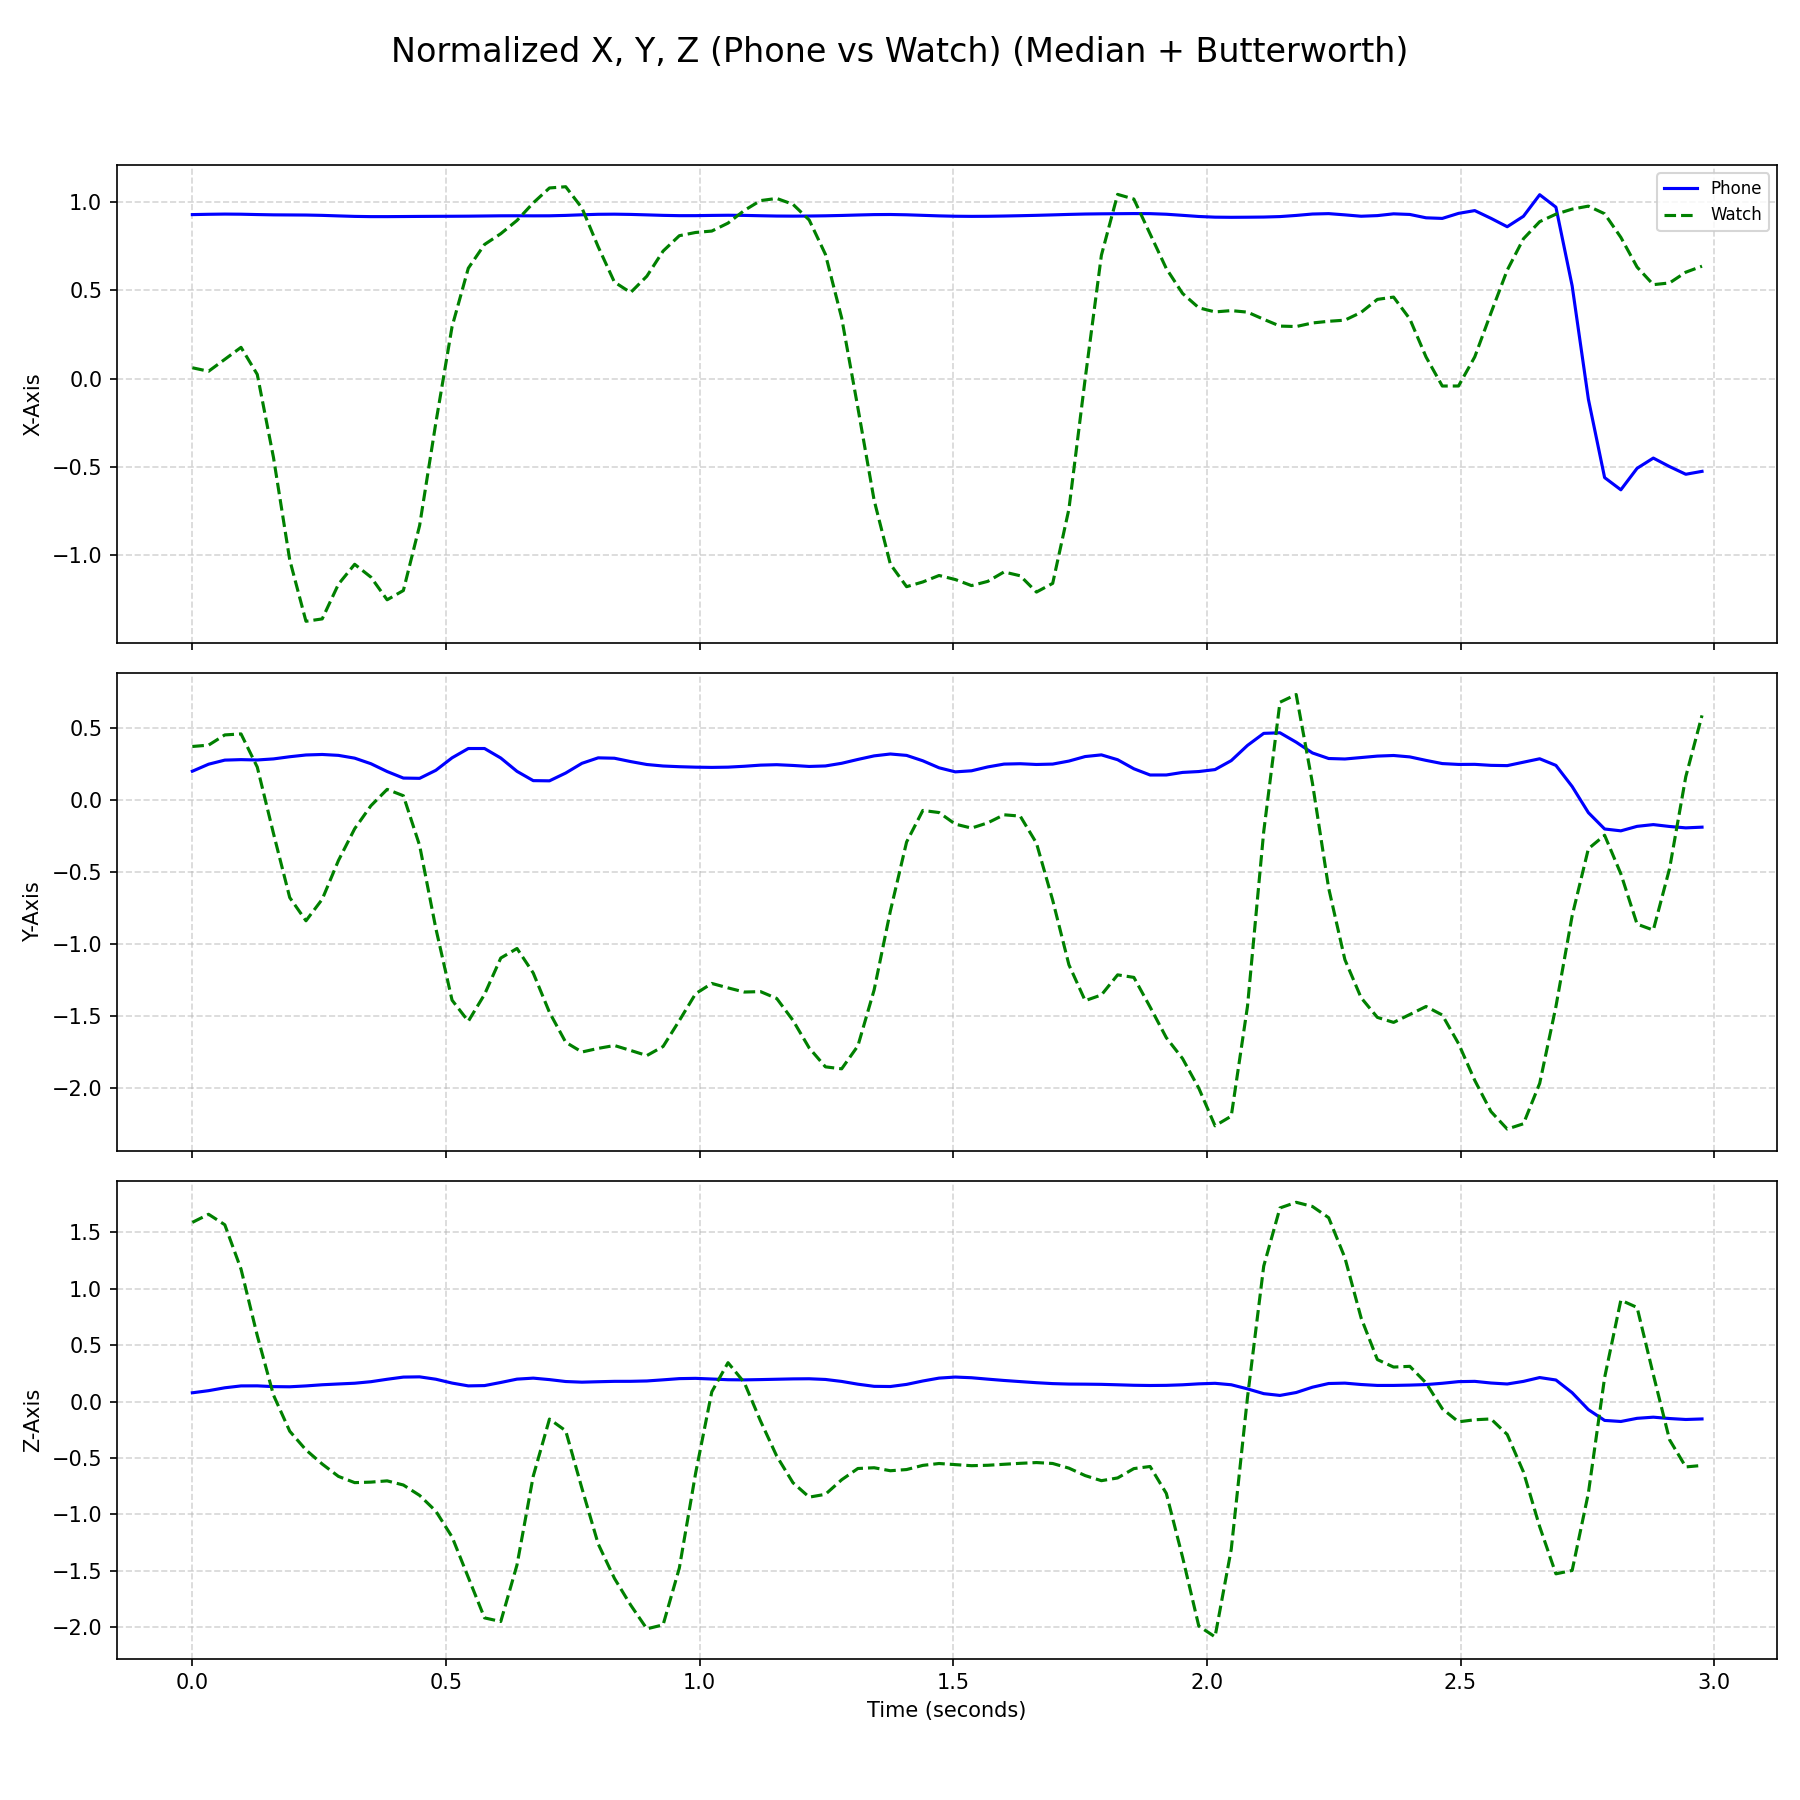 Normalized X, Y, Z (Phone vs Watch) (Median + Butterworth)
Phone
Watch
1.0
0.5
0.0
−0.5
−1.0
X-Axis
0.5
0.0
−0.5
−1.0
−1.5
−2.0
Y-Axis
1.5
1.0
0.5
0.0
−0.5
−1.0
−1.5
−2.0
Z-Axis
0.0 0.5 1.0 1.5 2.0 2.5 3.0
Time (seconds)